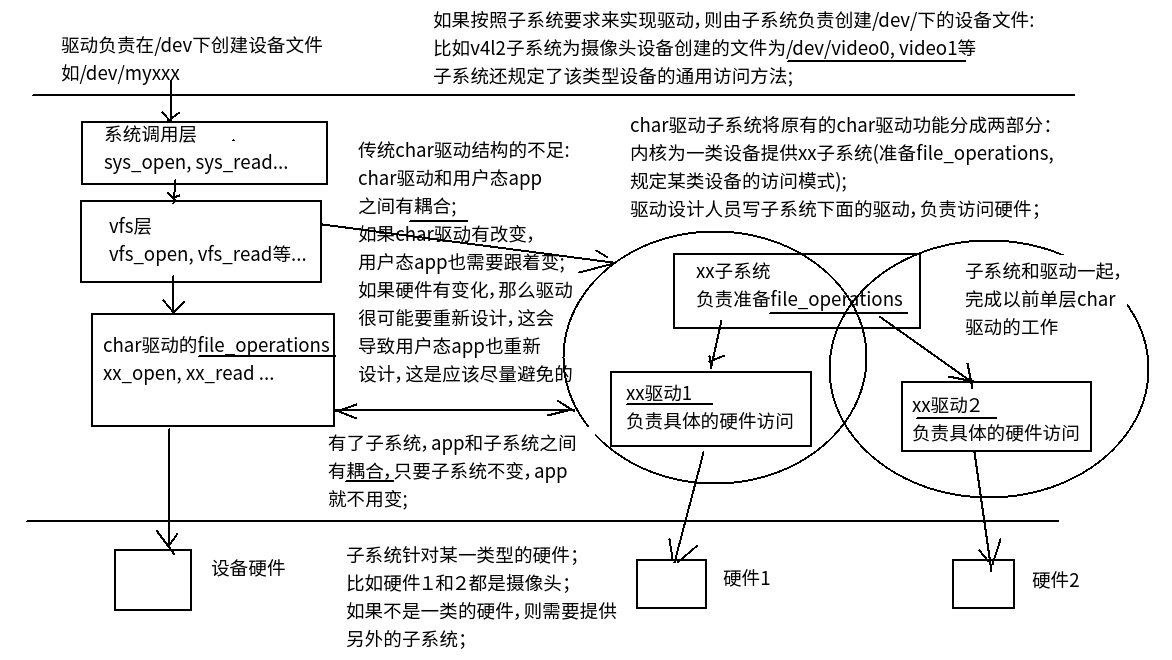 如果按照子系统要求来实现驱动,则由子系统负责创建/dev/下的设备文件:
比如v4l2子系统为摄像头设备创建的文件为/dev/video0, video1等
子系统还规定了该类型设备的通用访问方法;
驱动负责在/dev下创建设备文件
如/dev/myxxx
系统调用层
sys_open, sys_read...
vfs层
vfs_open, vfs_read等...
char驱动的file_operations
xx_open, xx_read ...
传统char驱动结构的不足:
char驱动和用户态app
之间有耦合;
如果char驱动有改变,
用户态app也需要跟着变;
如果硬件有变化,那么驱动
很可能要重新设计,这会
导致用户态app也重新
设计,这是应该尽量避免的
有了子系统,app和子系统之间
有耦合,只要子系统不变,app
就不用变;
char驱动子系统将原有的char驱动功能分成两部分:
内核为一类设备提供xx子系统(准备file_operations,
规定某类设备的访问模式);
驱动设计人员写子系统下面的驱动,负责访问硬件;
xx子系统
负责准备file_operations
子系统和驱动一起,
完成以前单层char
驱动的工作
xx驱动1
负责具体的硬件访问
xx驱动２
负责具体的硬件访问
设备硬件
子系统针对某一类型的硬件;
比如硬件１和２都是摄像头;
如果不是一类的硬件,则需要提供
另外的子系统;
硬件1
硬件2